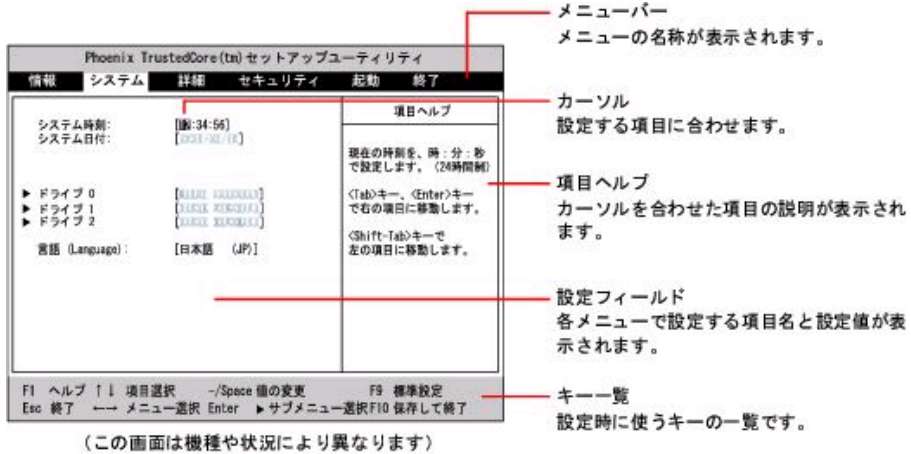 メニューバー
メニューの名称が表示されます。
Phoenix TrustedCore(tm)セットアップユーティリティ
情報 システム 詳細 セキュリティ 起動 終了
システム時刻: :34:56]
システム日付:
▶ ドライブ 0
▶ ドライブ 1
▶ ドライブ 2
言語 (Language): [日本語 (JP)]
項目ヘルプ
現在の時刻を、時:分:秒
で設定します。(24時間制)
<Tab>キー、<Enter>キー
で右の項目に移動します。
<Shift-Tab>キーで
左の項目に移動します。
カーソル
設定する項目に合わせます。
項目ヘルプ
カーソルを合わせた項目の説明が表示され
ます。
設定フィールド
各メニューで設定する項目名と設定値が表
示されます。
F1 ヘルプ ↑↓ 項目選択 -/Space 値の変更 F9 標準設定
Esc 終了 ←→ メニュー選択 Enter ▶サブメニュー選択F10 保存して終了
キー一覧
設定時に使うキーの一覧です。
(この画面は機種や状況により異なります)